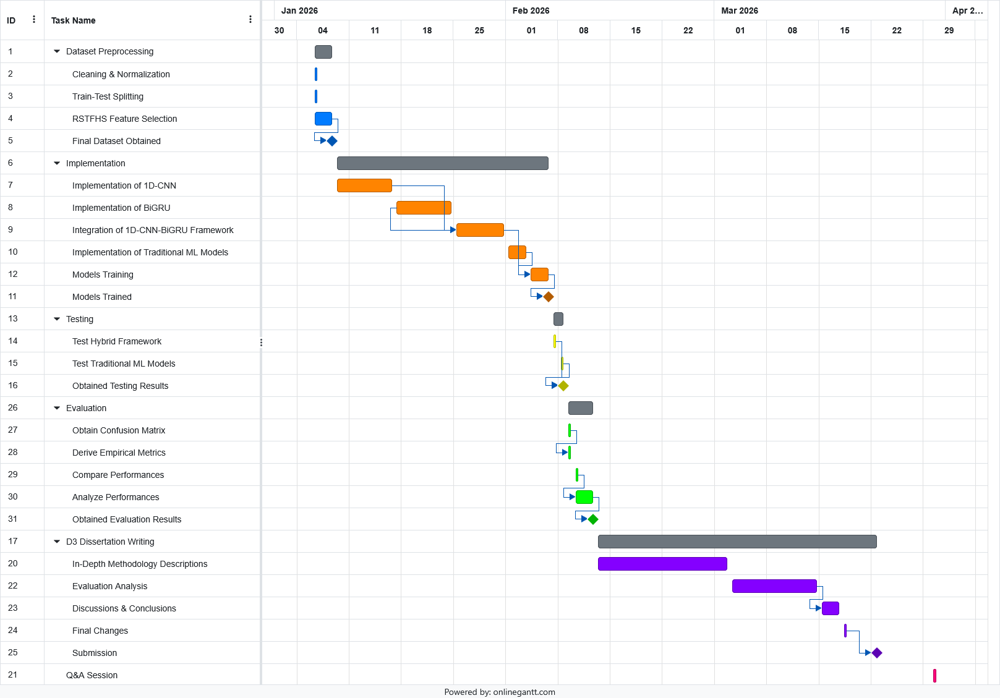 ID Task Name Jan 2026 Feb 2026 Mar 2026 Apr 2...
30 04 11 18 25 01 08 15 22 01 08 15 22 29
1 Dataset Preprocessing
2 Cleaning & Normalization
3 Train-Test Splitting
4 RSTFHS Feature Selection
5 Final Dataset Obtained
6 Implementation
7 Implementation of 1D-CNN
8 Implementation of BiGRU
9 Integration of 1D-CNN-BiGRU Framework
10 Implementation of Traditional ML Models
12 Models Training
11 Models Trained
13 Testing
14 Test Hybrid Framework
15 Test Traditional ML Models
16 Obtained Testing Results
26 Evaluation
27 Obtain Confusion Matrix
28 Derive Empirical Metrics
29 Compare Performances
30 Analyze Performances
31 Obtained Evaluation Results
17 D3 Dissertation Writing
20 In-Depth Methodology Descriptions
22 Evaluation Analysis
23 Discussions & Conclusions
24 Final Changes
25 Submission
21 Q&A Session
Powered by: onlinegantt.com